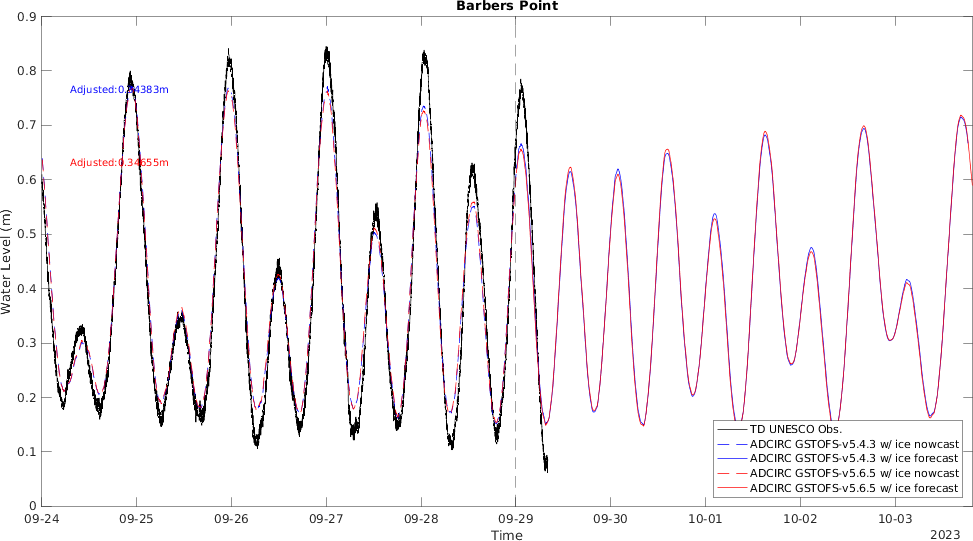 Barbers Point
0.9
0.8
0.7
0.6
0.5
0.4
0.3
0.2
0.1
0
Water Level (m)
Adjusted:0.34383m
Adjusted:0.34655m
TD UNESCO Obs.
ADCIRC GSTOFS-v5.4.3 w/ ice nowcast
ADCIRC GSTOFS-v5.4.3 w/ ice forecast
ADCIRC GSTOFS-v5.6.5 w/ ice nowcast
ADCIRC GSTOFS-v5.6.5 w/ ice forecast
09-24 09-25 09-26 09-27 09-28 09-29 09-30 10-01 10-02 10-03
Time
2023